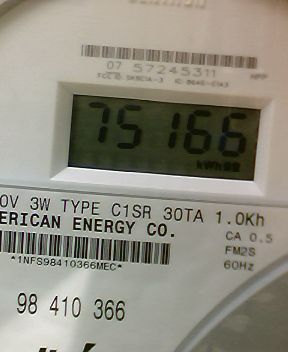 07 57245311
75166
kWh
0V 3W TYPE C1SR 30TA 1.0Kh
ERICAN ENERGY CO.
CA 0.5
FM2S
60Hz
*1NFS98410366MEC*
98 410 366